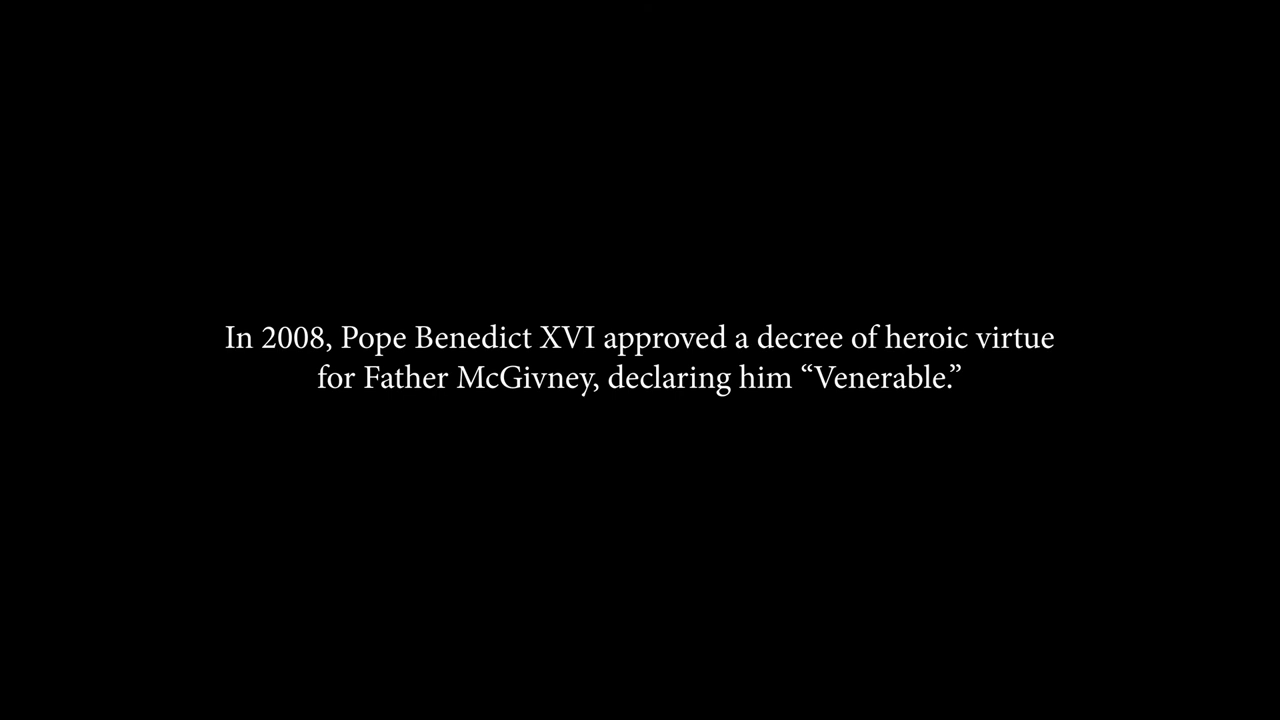 In 2008, Pope Benedict XVI approved a decree of heroic virtue
for Father McGivney, declaring him “Venerable.”